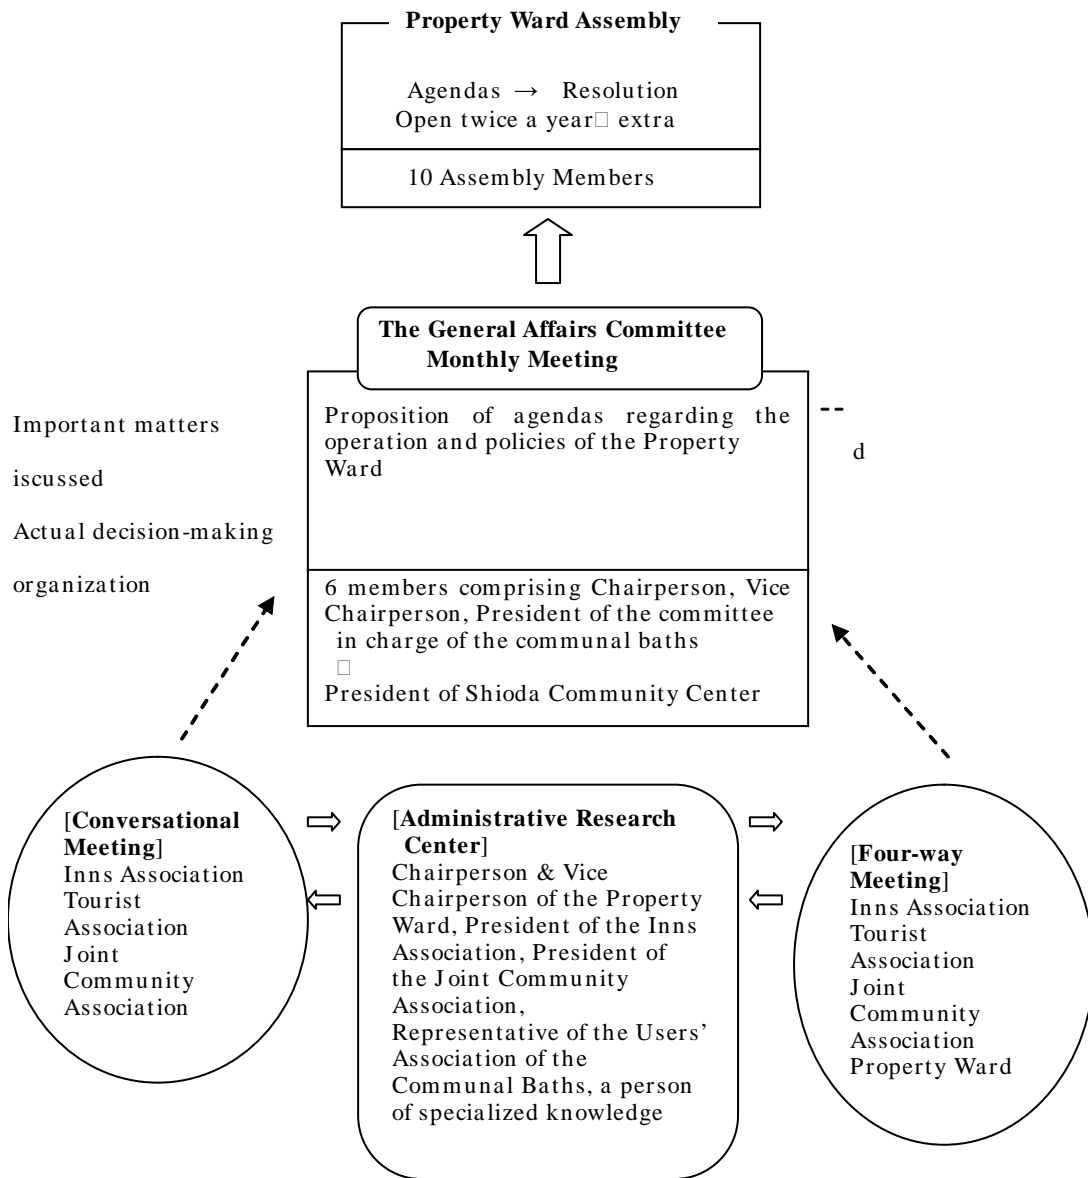 Property Ward Assembly
Agendas → Resolution
Open twice a year□ extra
10 Assembly Members
The General Affairs Committee
Monthly Meeting
Proposition of agendas regarding the
operation and policies of the Property
Ward
6 members comprising Chairperson, Vice
Chairperson, President of the committee
in charge of the communal baths
□
President of Shioda Community Center
Important matters
iscussed
Actual decision-making
organization
--
d
[Conversational
Meeting]
Inns Association
Tourist
Association
Joint
Community
Association
[Administrative Research
Center]
Chairperson & Vice
Chairperson of the Property
Ward, President of the Inns
Association, President of
the Joint Community
Association,
Representative of the Users’
Association of the
Communal Baths, a person
of specialized knowledge
[Four-way
Meeting]
Inns Association
Tourist
Association
Joint
Community
Association
Property Ward